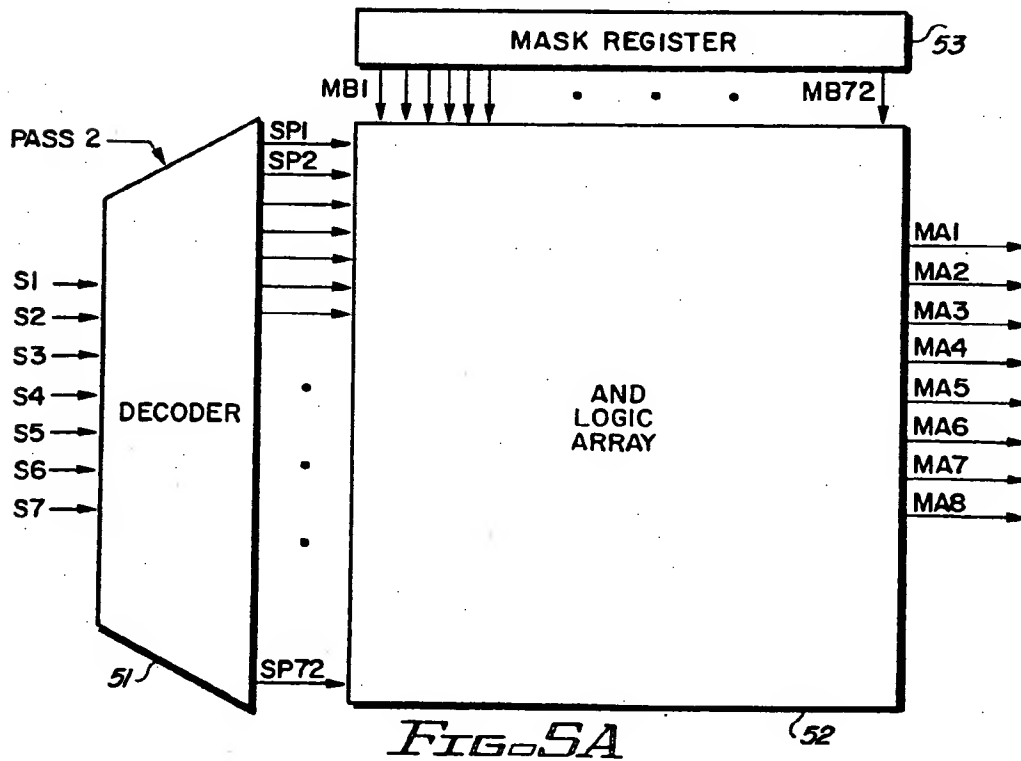 MASK REGISTER
53
MB1
MB72
PASS 2
SP1
SP2
MA1
MA2
S1
MA3
S2
MA4
S3
MA5
S4
AND
LOGIC
ARRAY
DECODER
S5
MA6
S6
MA7
S7
MA8
SP72
51
52
FIG-5A